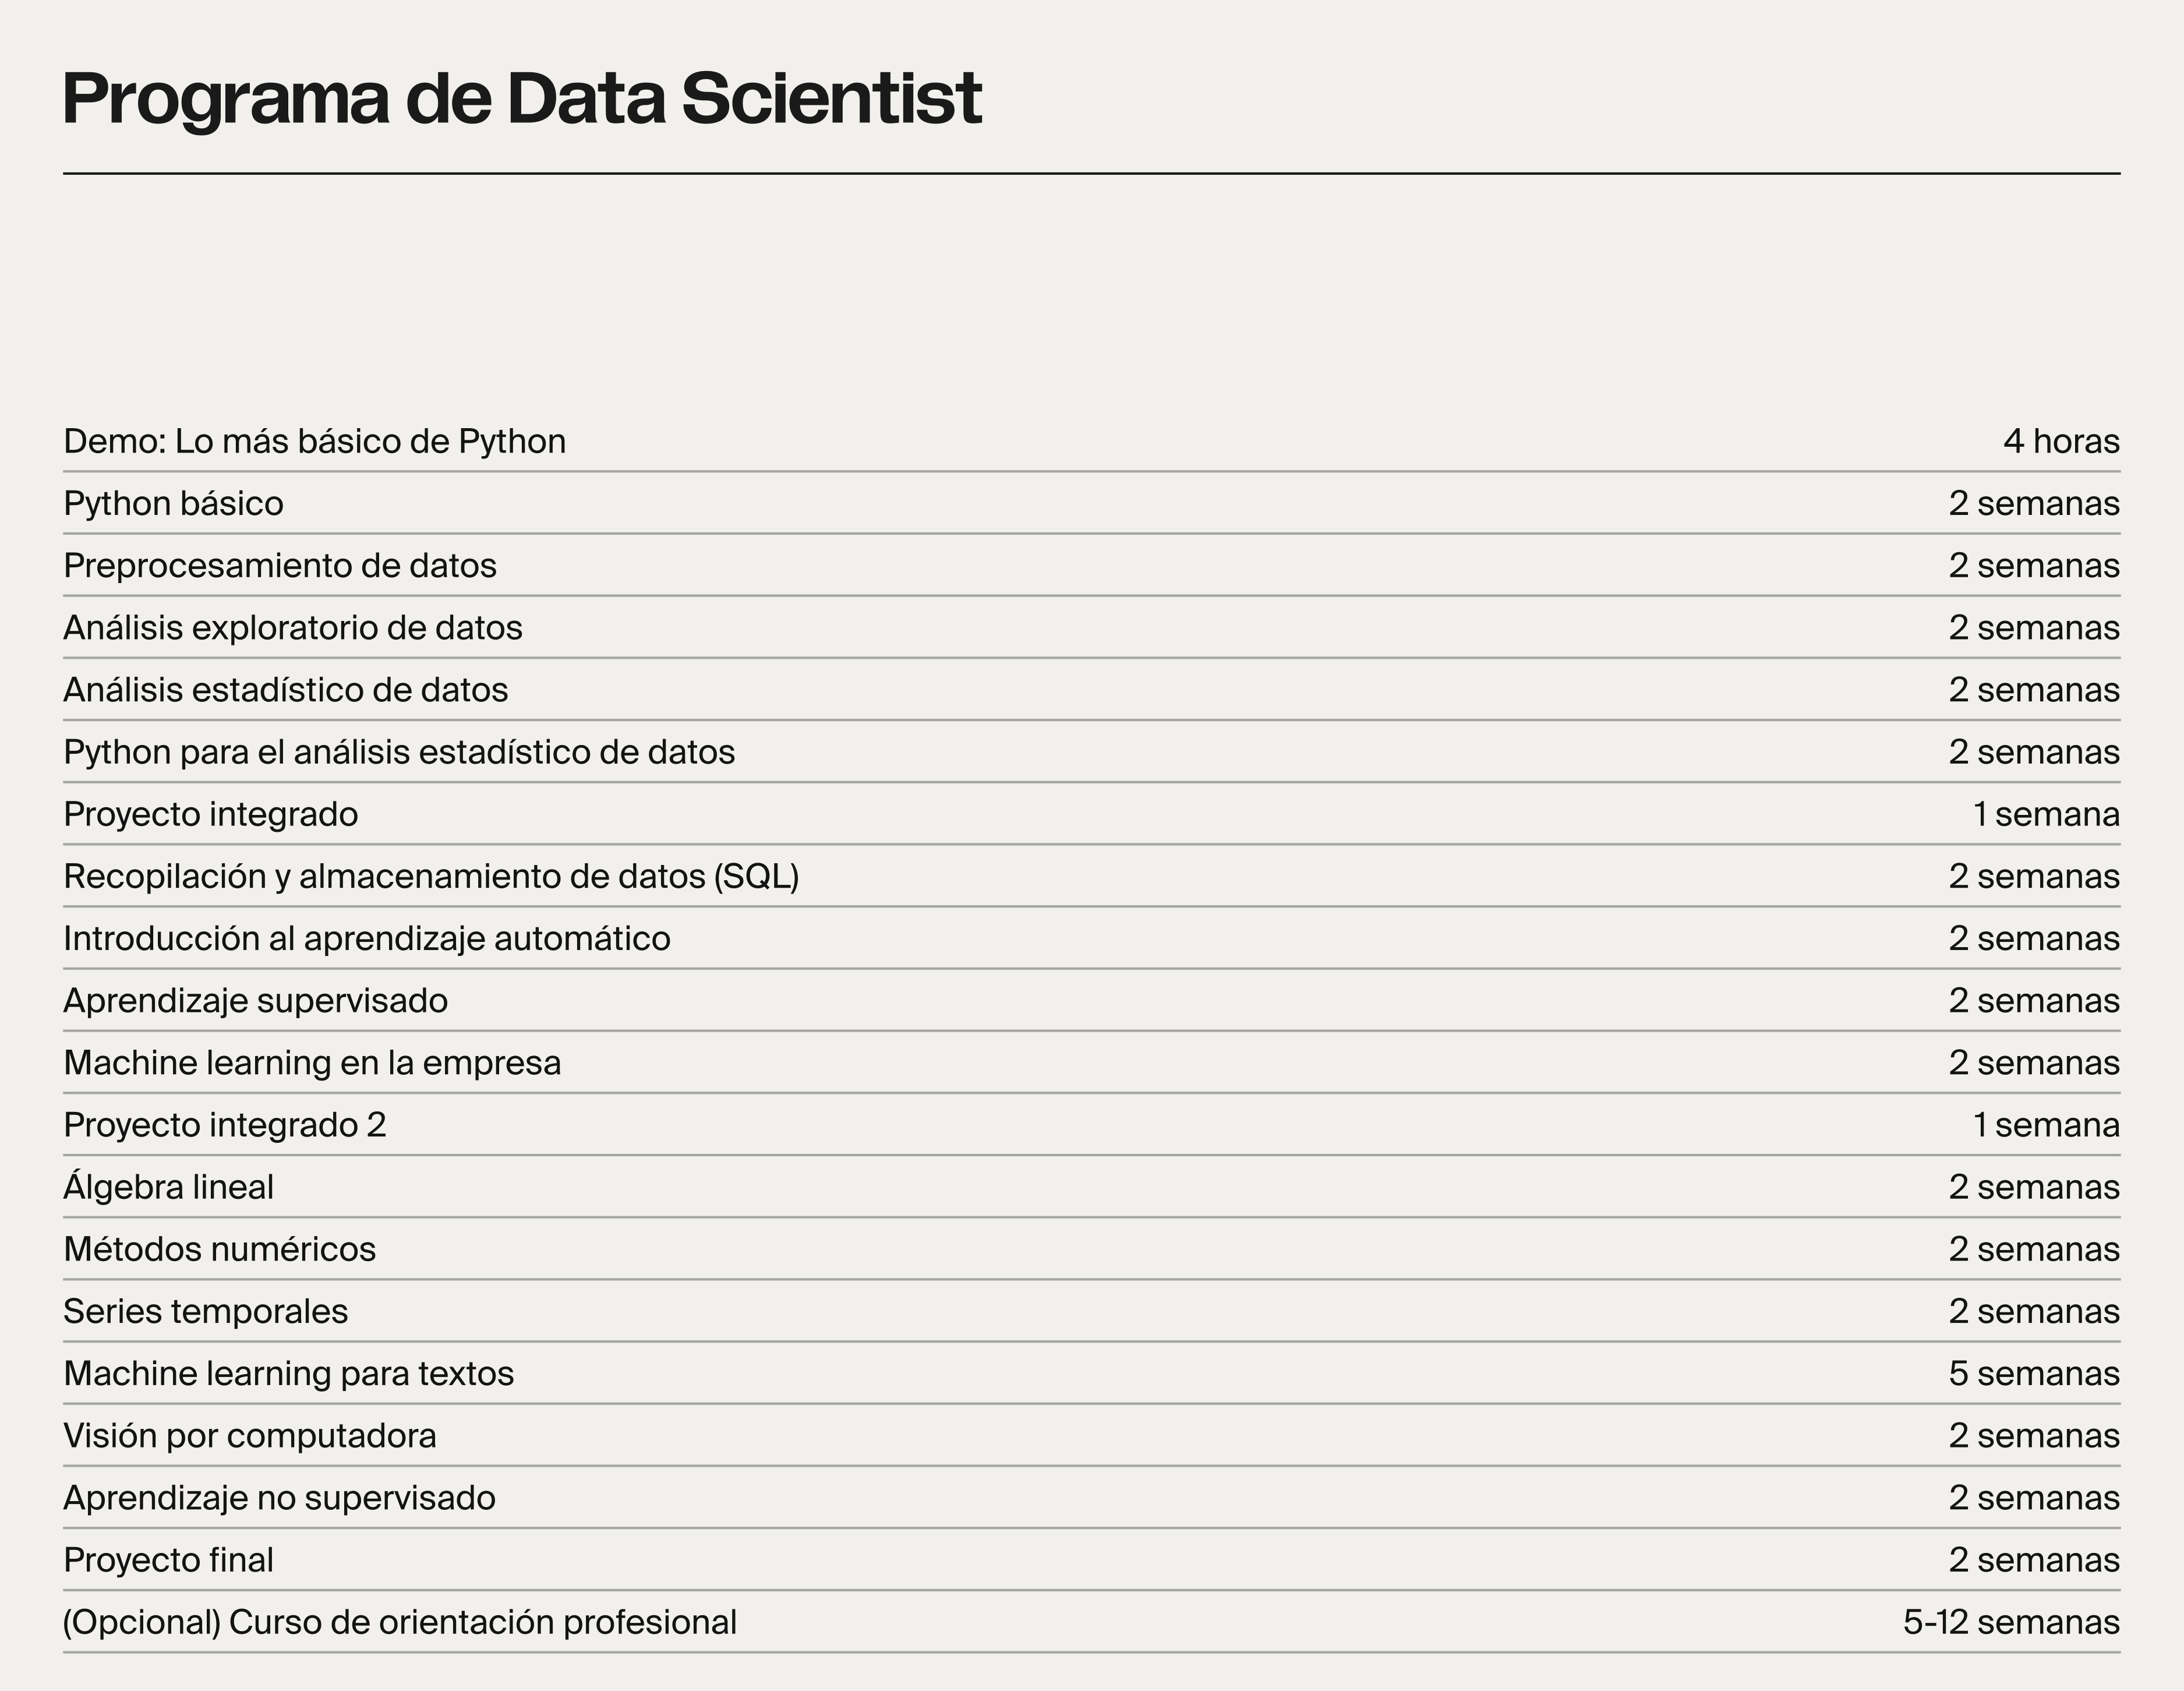 Programa de Data Scientist
Demo: Lo más básico de Python 4 horas
Python básico 2 semanas
Preprocesamiento de datos 2 semanas
Análisis exploratorio de datos 2 semanas
Análisis estadístico de datos 2 semanas
Python para el análisis estadístico de datos 2 semanas
Proyecto integrado 1 semana
Recopilación y almacenamiento de datos (SQL) 2 semanas
Introducción al aprendizaje automático 2 semanas
Aprendizaje supervisado 2 semanas
Machine learning en la empresa 2 semanas
Proyecto integrado 2 1 semana
Álgebra lineal 2 semanas
Métodos numéricos 2 semanas
Series temporales 2 semanas
Machine learning para textos 5 semanas
Visión por computadora 2 semanas
Aprendizaje no supervisado 2 semanas
Proyecto final 2 semanas
(Opcional) Curso de orientación profesional 5-12 semanas